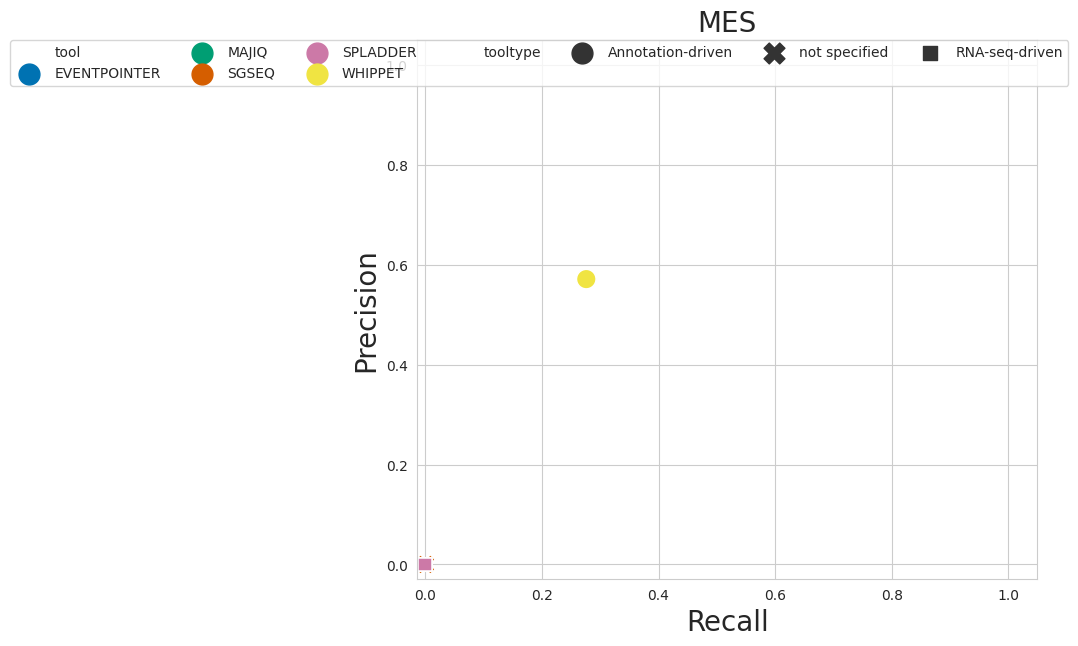 MES
tool MAJIQ SPLADDER tooltype Annotation-driven not specified RNA-seq-driven
EVENTPOINTER SGSEQ WHIPPET
1.0
0.8
0.6
0.4
0.2
0.0
Precision
0.0 0.2 0.4 0.6 0.8 1.0
Recall